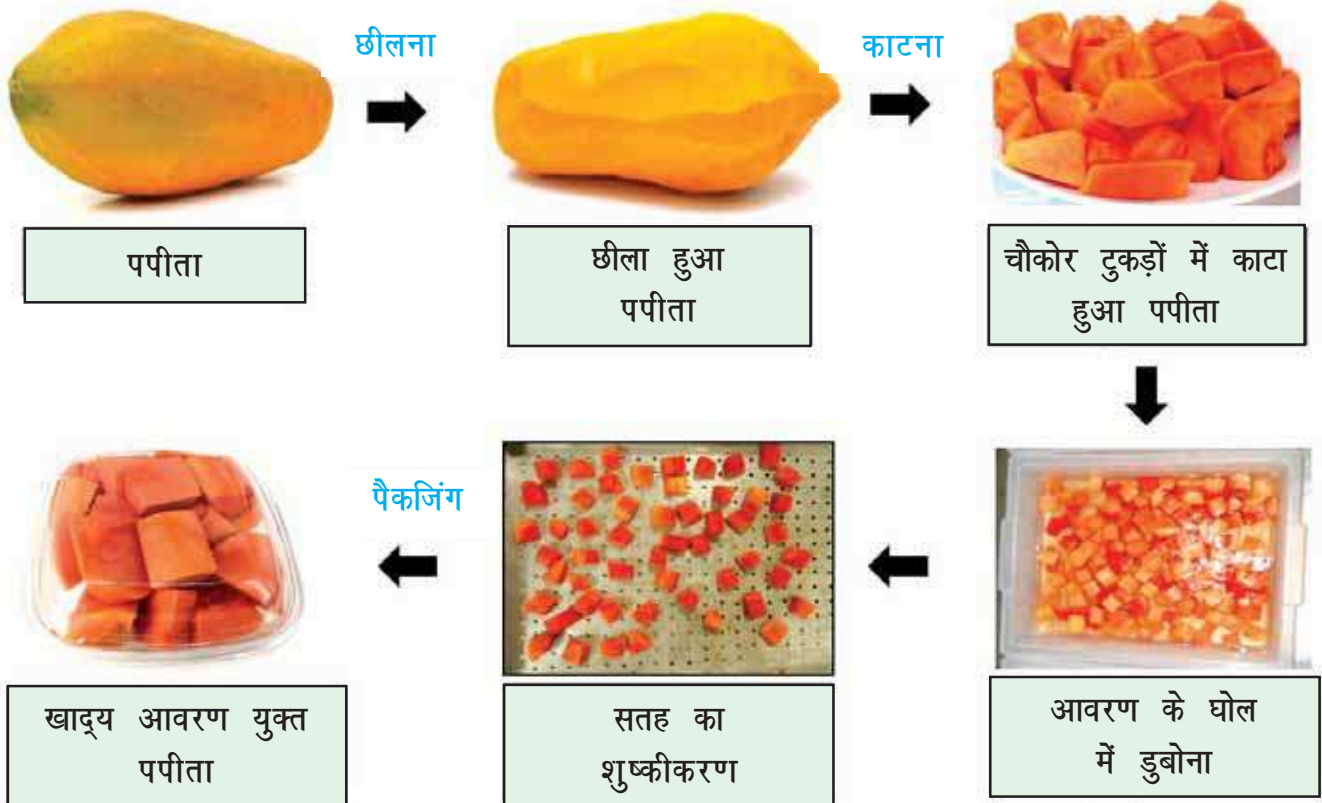 छीलना
काटना
पपीता
छीला हुआ
पपीता
चौकोर टुकड़ों में काटा
हुआ पपीता
आवरण के घोल
में डुबोना
सतह का
शुष्कीकरण
पैकजिंग
खाद्य आवरण युक्त
पपीता